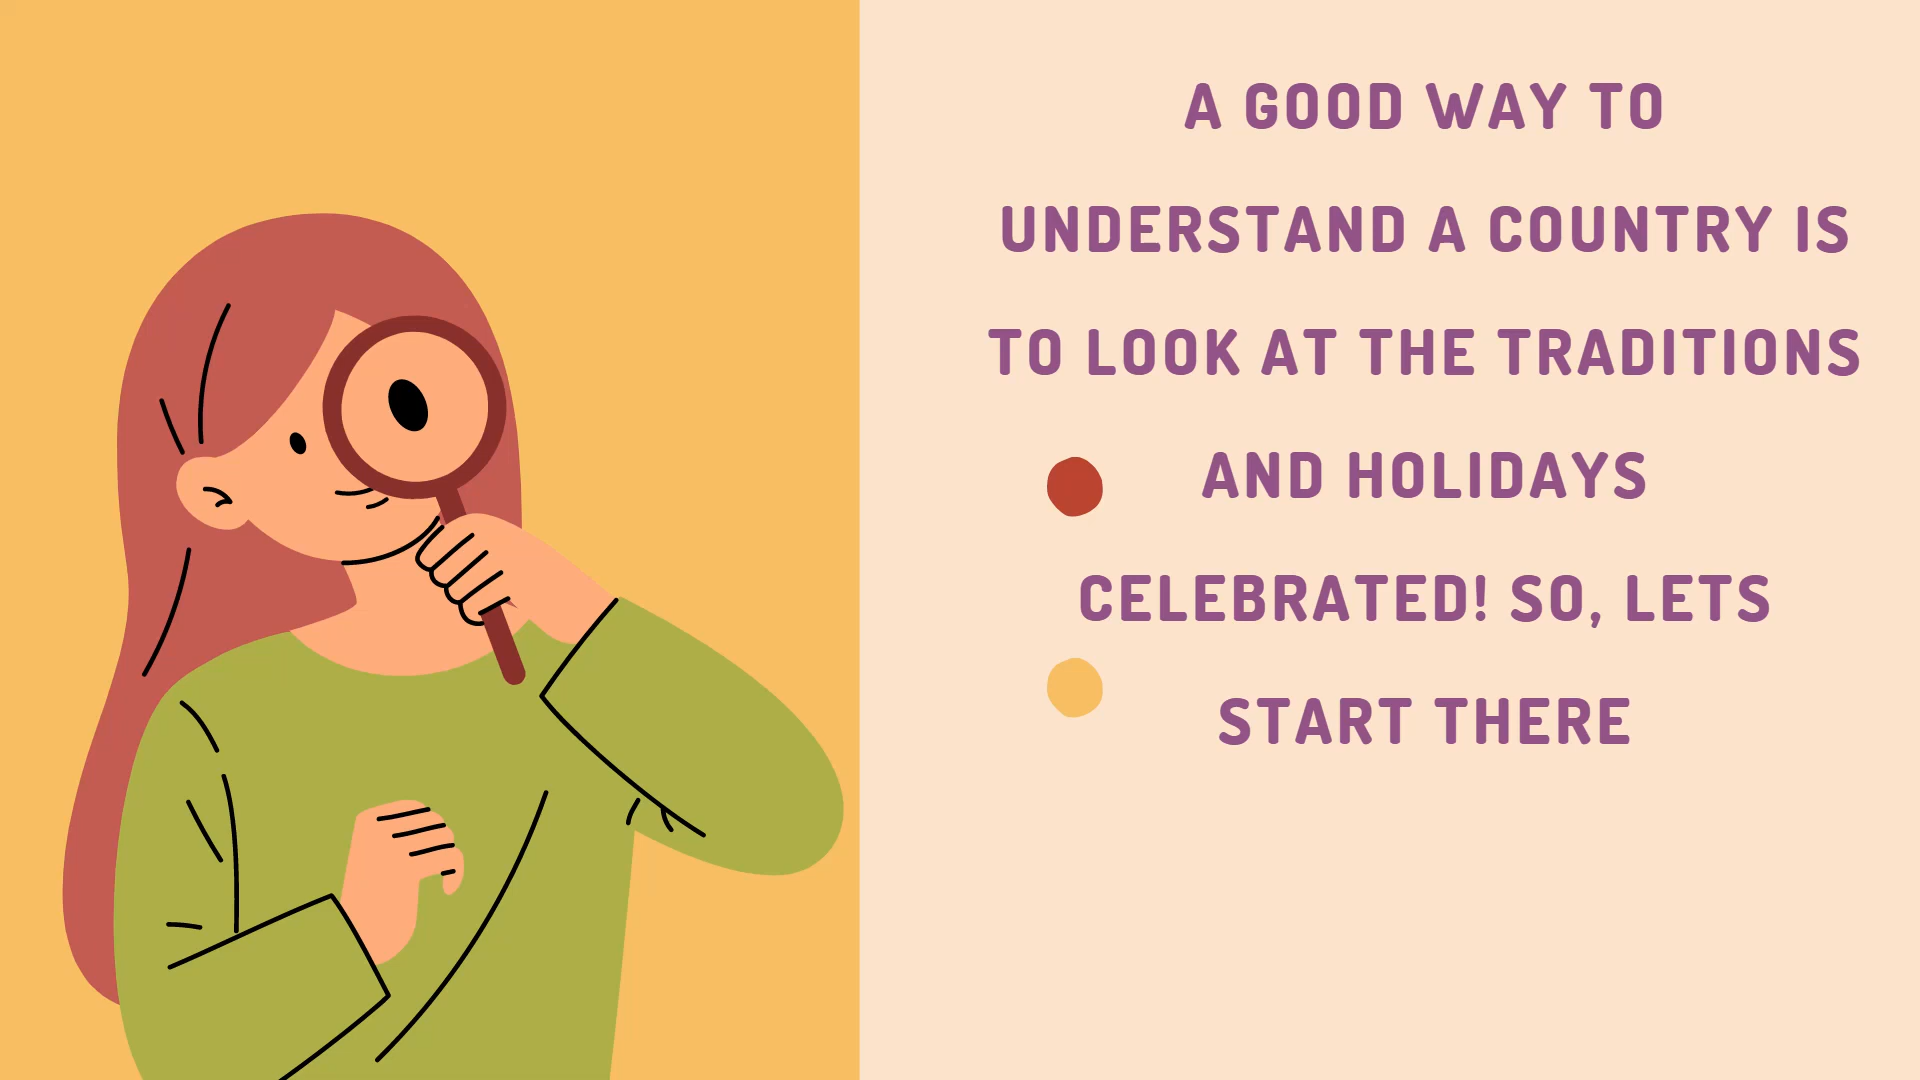 A GOOD WAY TO
UNDERSTAND A COUNTRY IS
TO LOOK AT THE TRADITIONS
AND HOLIDAYS
CELEBRATED! SO, LETS
START THERE